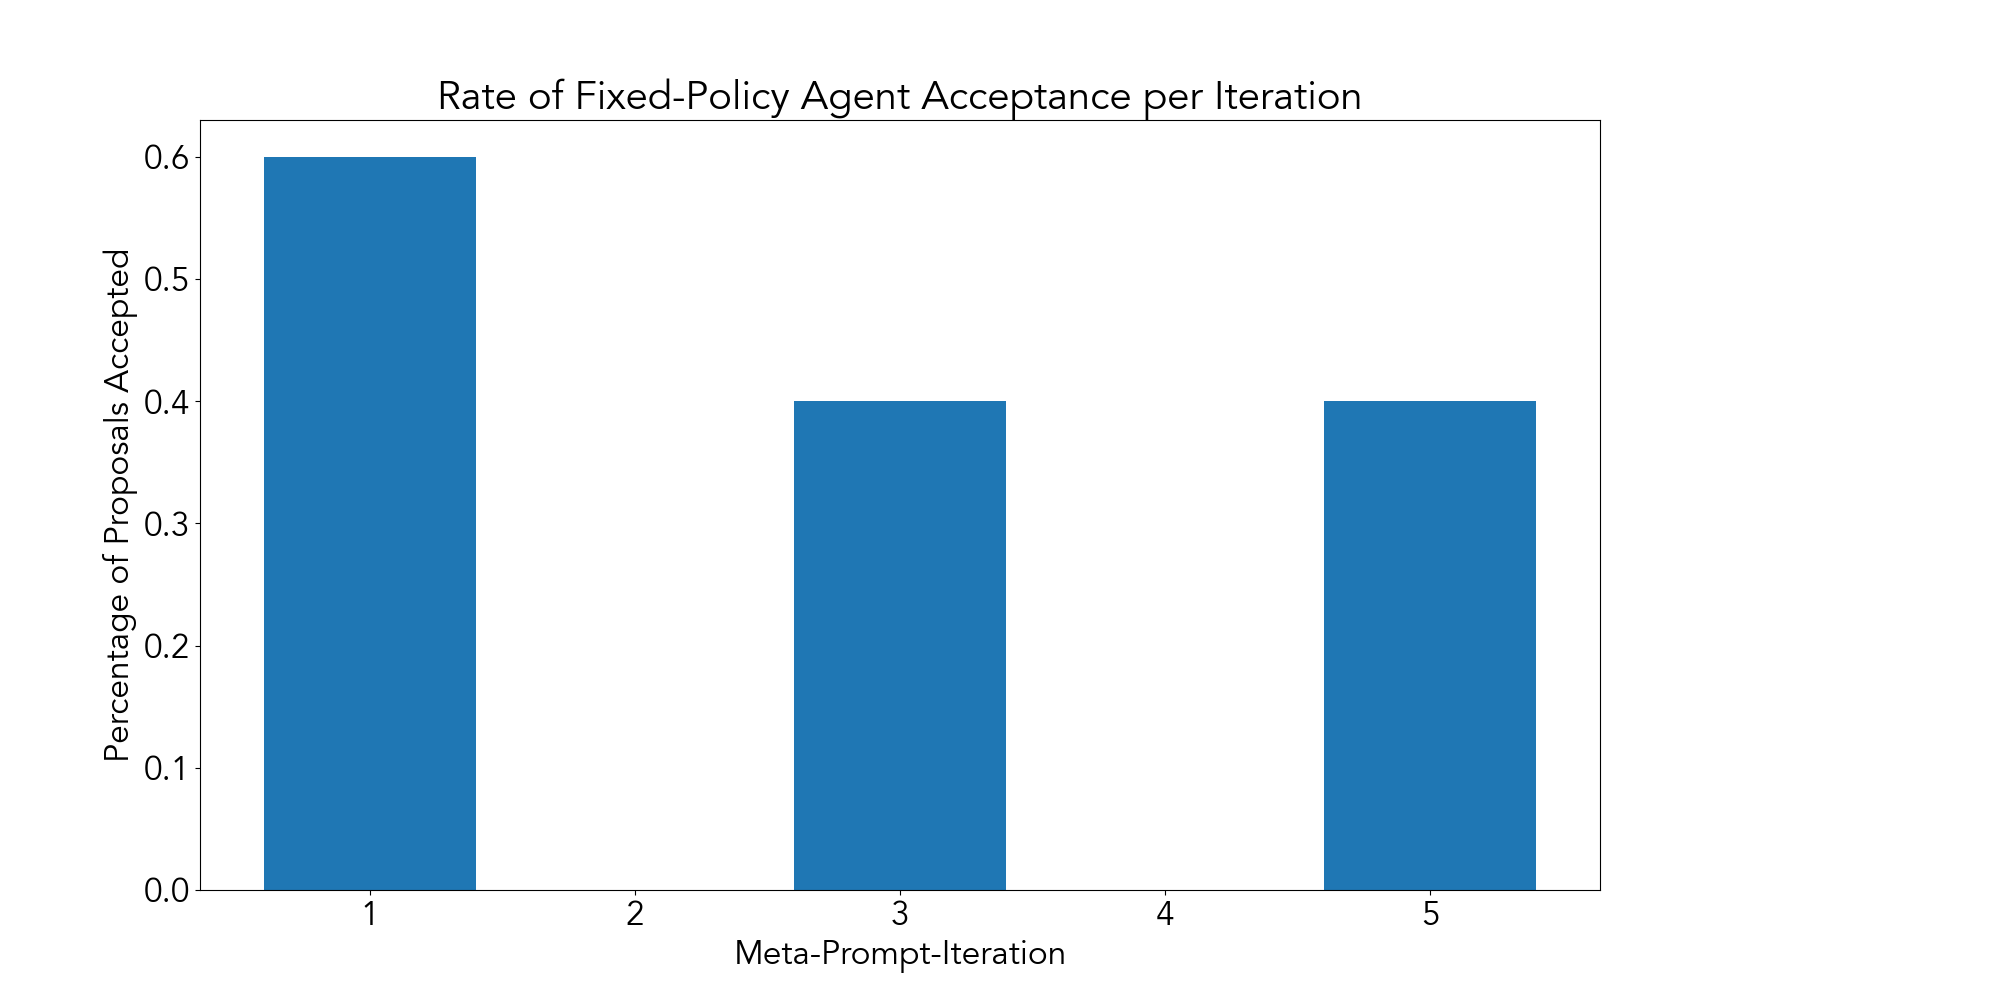 Rate of Fixed-Policy Agent Acceptance per Iteration
Percentage of Proposals Accepted
0.6
0.5
0.4
0.3
0.2
0.1
0.0
1 2 3 4 5
Meta-Prompt-Iteration